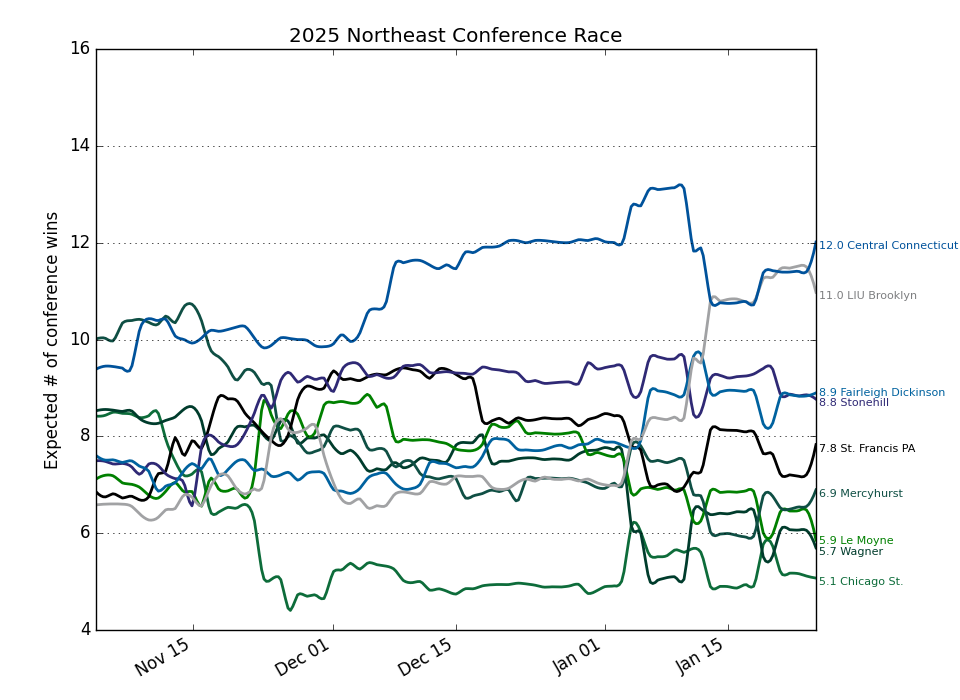 2025 Northeast Conference Race
Expected # of conference wins
16
14
12
10
8
6
4
Nov 15
Dec 01
Dec 15
Jan 01
Jan 15
12.0 Central Connecticut
11.0 LIU Brooklyn
8.9 Fairleigh Dickinson
8.8 Stonehill
7.8 St. Francis PA
6.9 Mercyhurst
5.9 Le Moyne
5.7 Wagner
5.1 Chicago St.